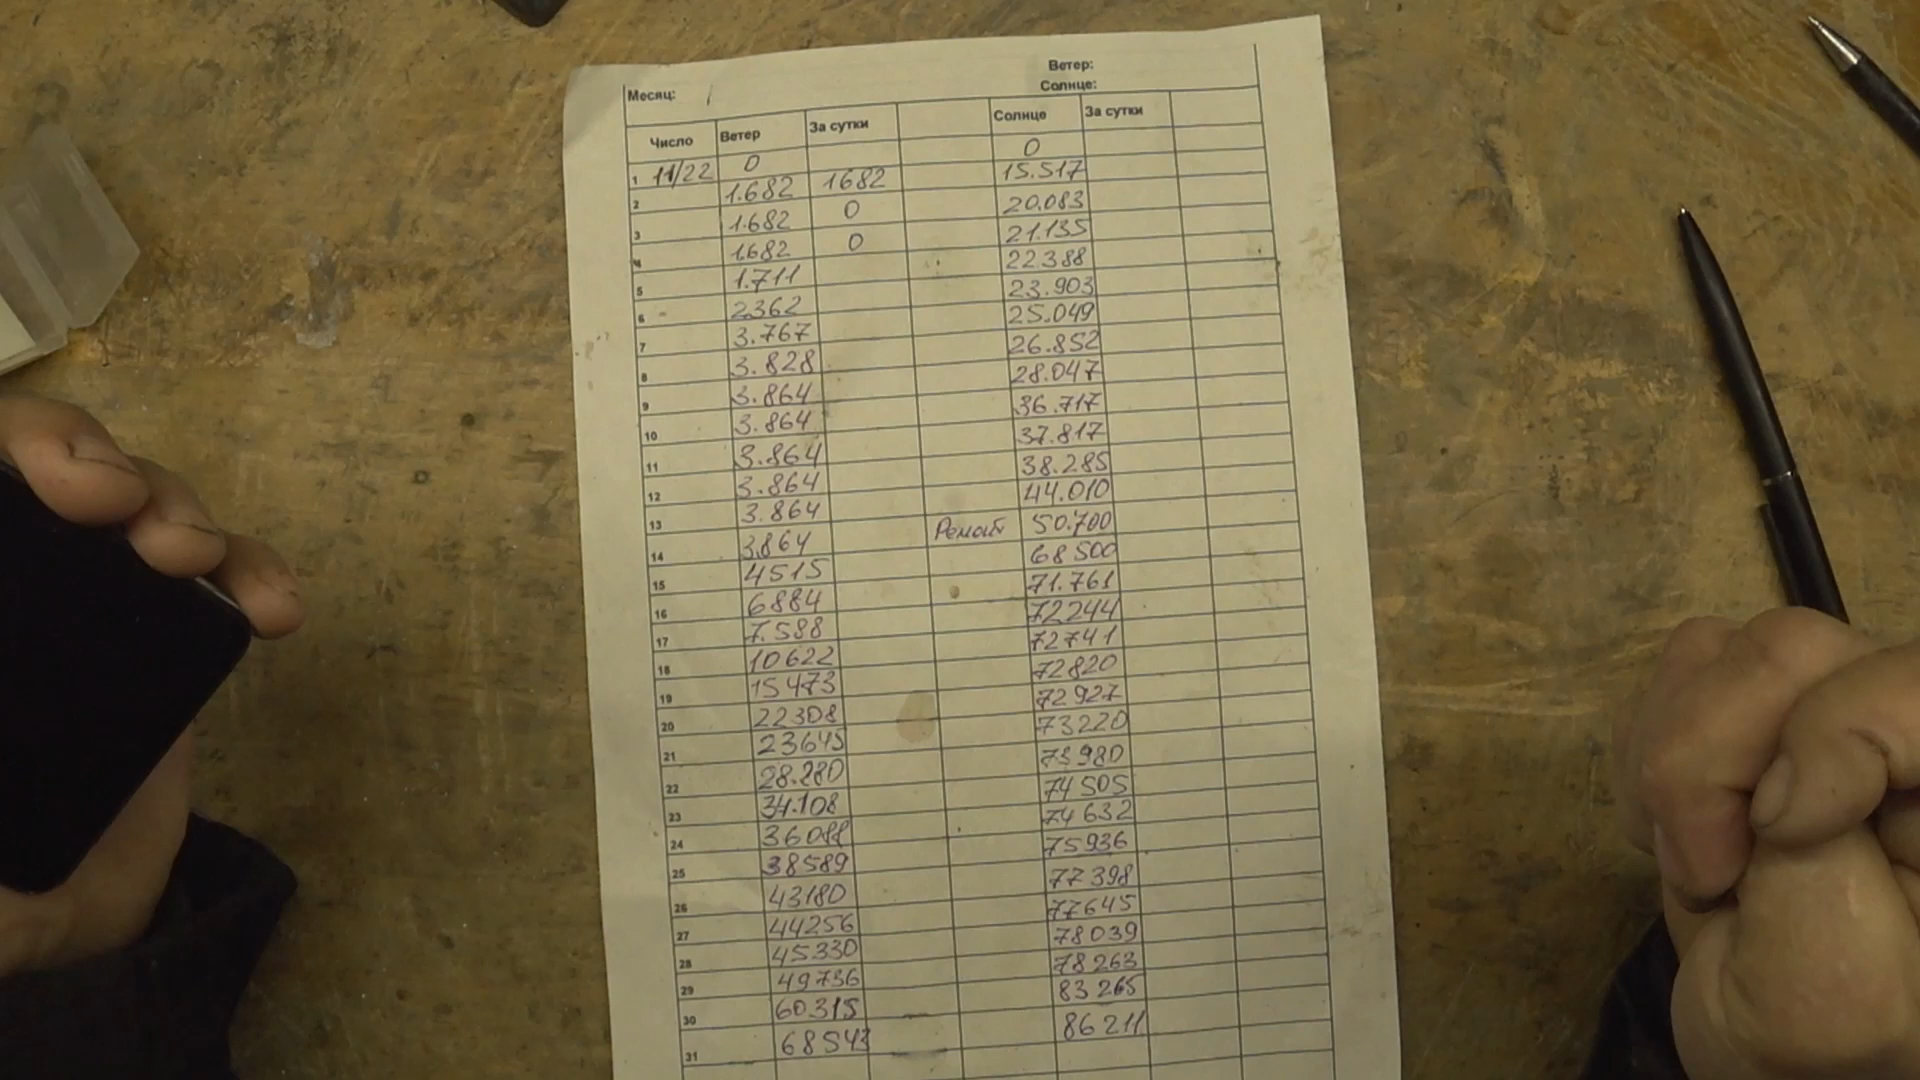 Ветер:
Месяц: Солнце:
Число Ветер За сутки Солнце За сутки
0 0
1 11/22 1.682 1682 15.517
2 1.682 0 20.083
3 1.682 0 21.135
4 1.711 22.388
5 2362 23.903
6 3.767 25.049
7 3.828 26.852
8 3.864 28.047
9 3.864 36.717
10 3.864 37.817
11 3.864 38.285
12 3.864 44.010
13 3.864 Ремонт 50.700
14 4515 68500
15 6884 71.761
16 7.588 72244
17 10622 72741
18 15473 72820
19 22308 72927
20 23645 73220
21 28.280 73980
22 34.108 74505
23 36088 74632
24 38589 75936
25 43180 77398
26 44256 77645
27 45330 78039
28 49736 78263
29 60315 83265
30 68543 86211
31